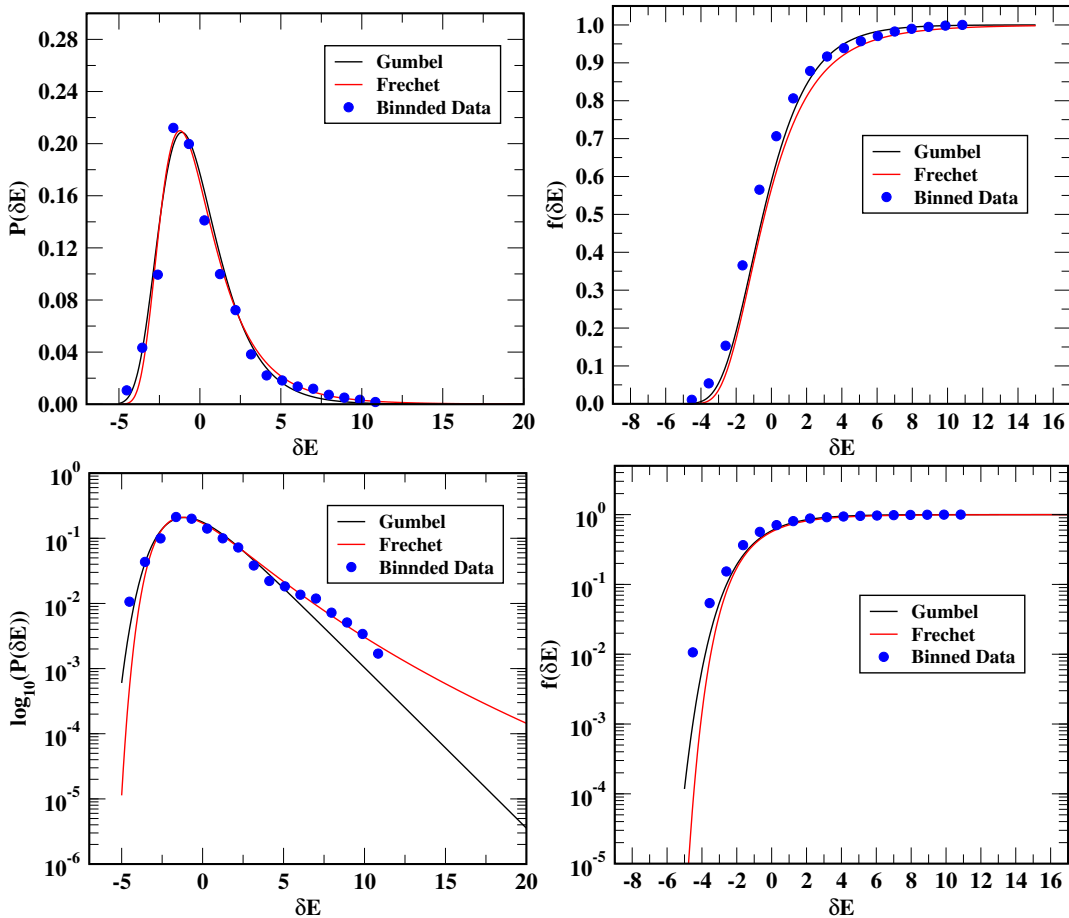 0.28
0.24
0.20
0.16
0.12
0.08
0.04
0.00
P(δE)
Gumbel
Frechet
Binnded Data
-5 0 5 10 15 20
δE
1.0
0.9
0.8
0.7
0.6
0.5
0.4
0.3
0.2
0.1
0.0
f(δE)
Gumbel
Frechet
Binned Data
-8 -6 -4 -2 0 2 4 6 8 10 12 14 16
δE
10^0
10^-1
10^-2
10^-3
10^-4
10^-5
10^-6
log_10(P(δE))
Gumbel
Frechet
Binnded Data
-5 0 5 10 15 20
δE
10^0
10^-1
10^-2
10^-3
10^-4
10^-5
f(δE)
Gumbel
Frechet
Binned Data
-8 -6 -4 -2 0 2 4 6 8 10 12 14 16
δE